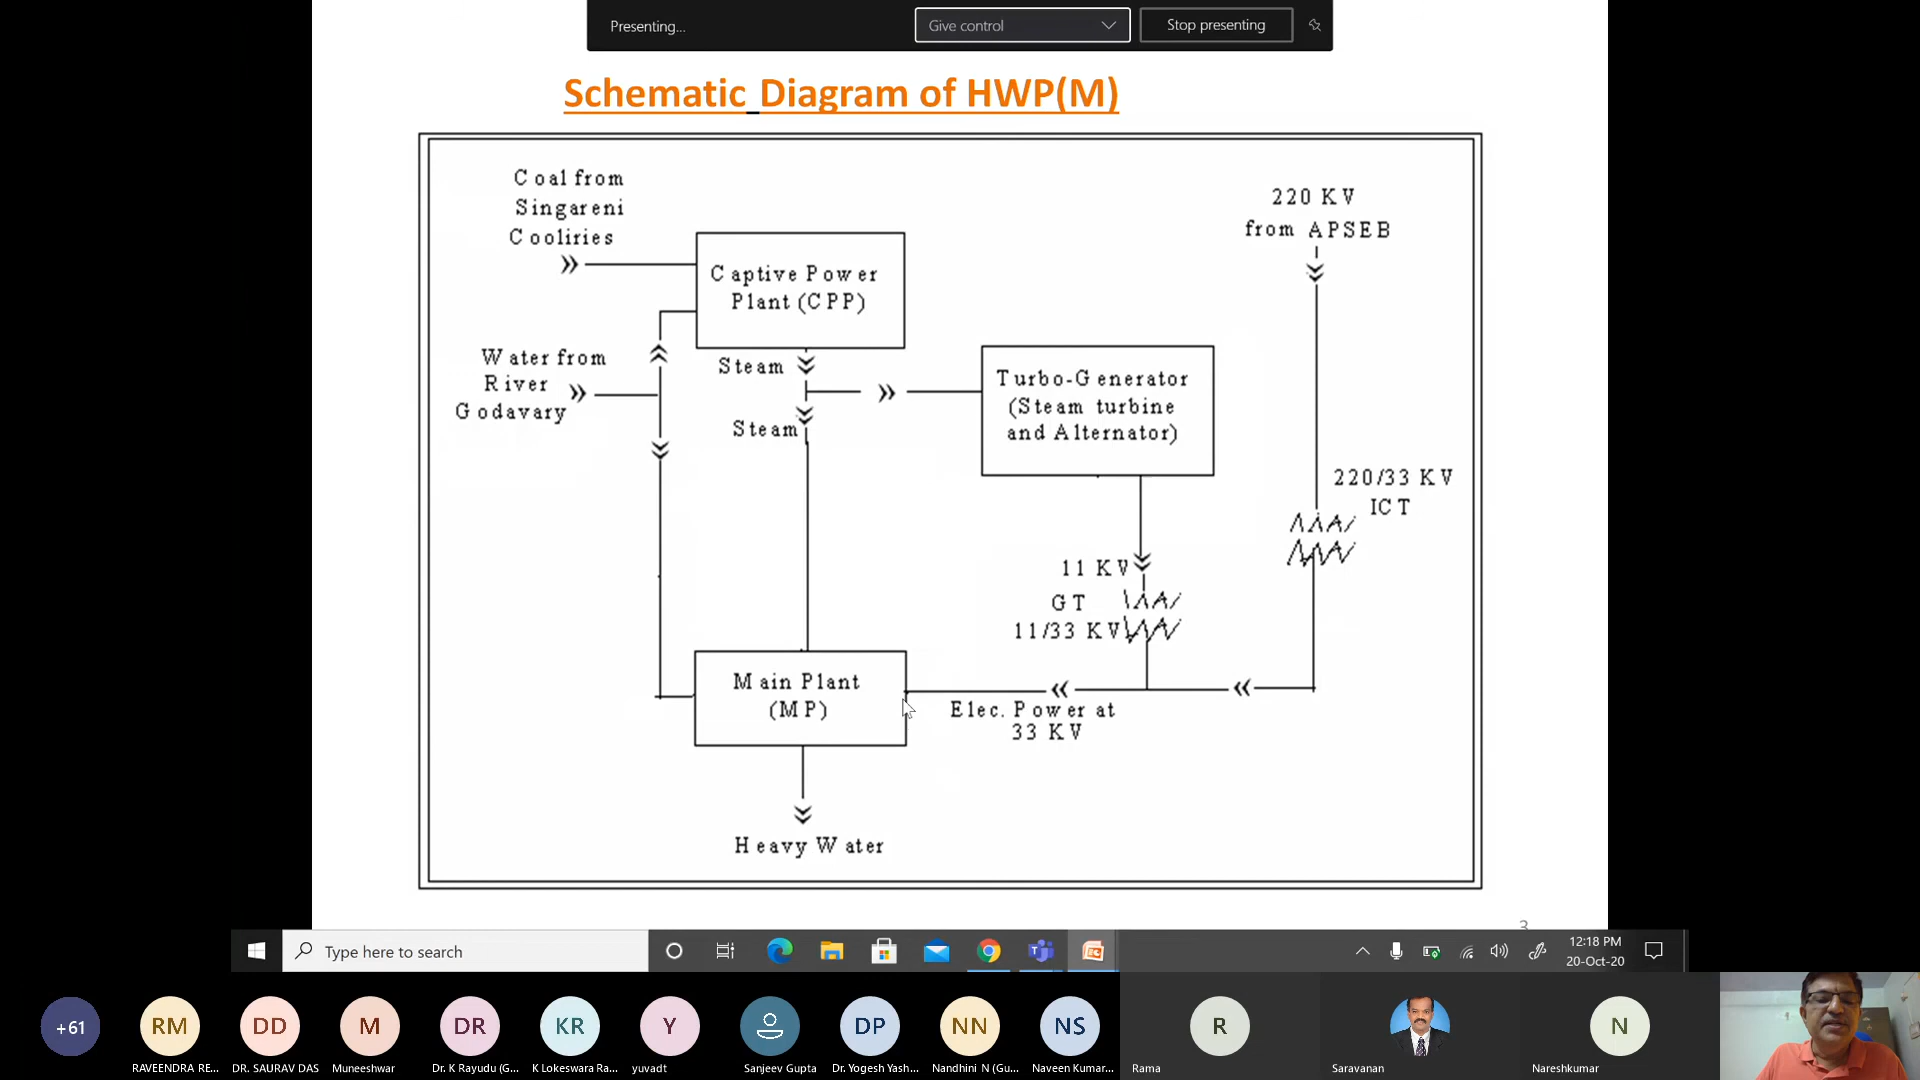 Presenting...
Give control
Stop presenting
Schematic Diagram of HWP(M)
Coal from
Singareni
Cooliries
220 KV
from APSEB
Captive Power
Plant (CPP)
Water from
River
Godavary
Steam
Steam
Turbo-Generator
(Steam turbine
and Alternator)
220/33 KV
ICT
11 KV
GT
11/33 KV
Main Plant
(MP)
Elec. Power at
33 KV
Heavy Water
3
Type here to search
12:18 PM
20-Oct-20
+61
RM
DD
M
DR
KR
Y
DP
NN
NS
R
N
RAVEENDRA RE...
DR. SAURAV DAS
Muneeshwar
Dr. K Rayudu (G...
K Lokeswara Ra...
yuvadt
Sanjeev Gupta
Dr. Yogesh Yash...
Nandhini N (Gu...
Naveen Kumar...
Rama
Saravanan
Nareshkumar